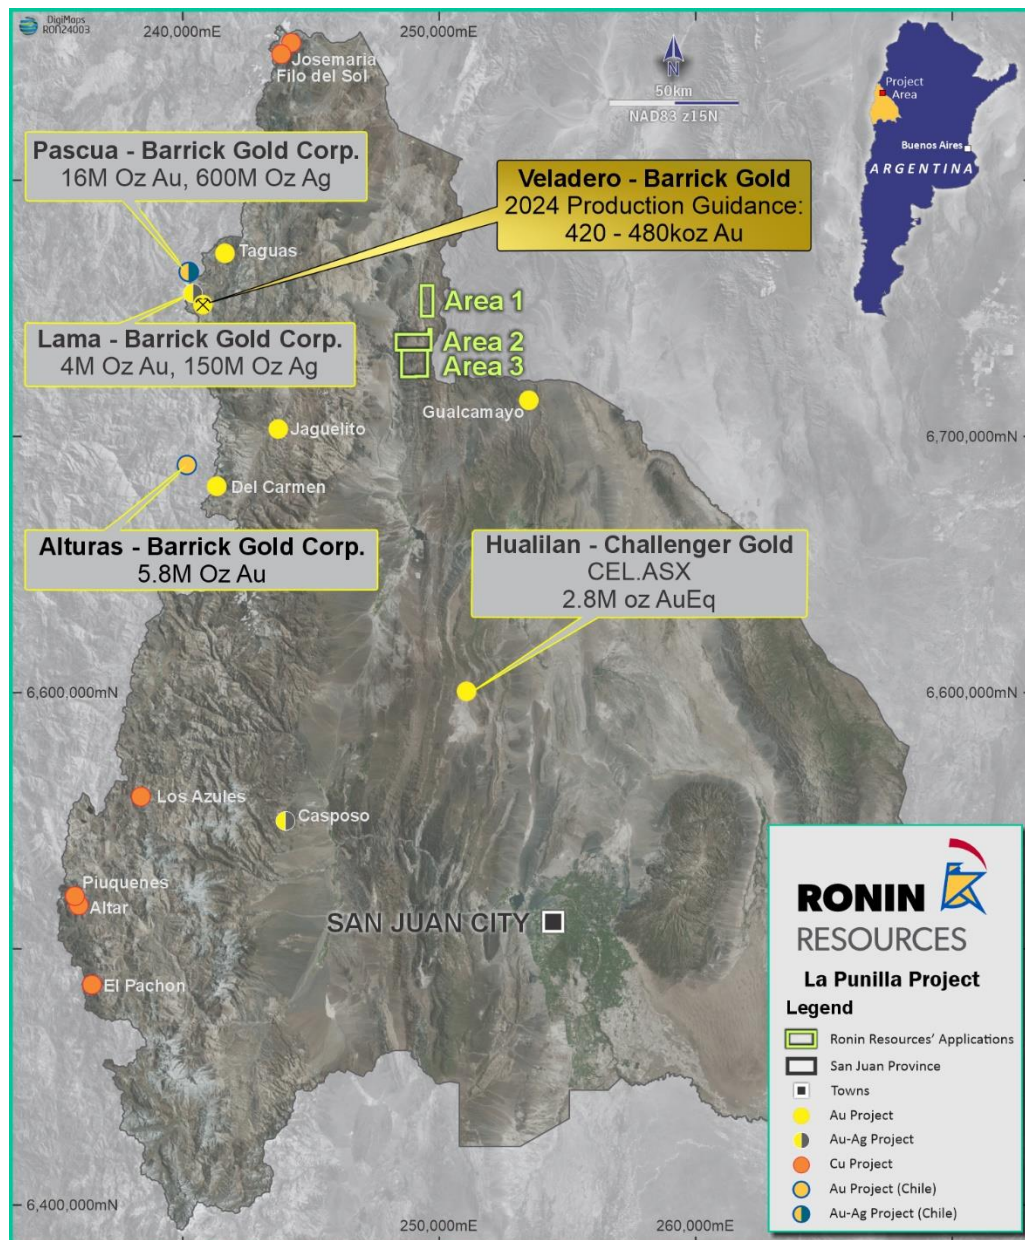 DigiMaps
RON24003
240,000mE
250,000mE
Josemaria
Filo del Sol
N
50km
NAD83 z15N
Project
Area
Buenos Aires
ARGENTINA
Pascua - Barrick Gold Corp.
16M Oz Au, 600M Oz Ag
Veladero - Barrick Gold
2024 Production Guidance:
420 - 480koz Au
Taguas
Area 1
Lama - Barrick Gold Corp.
4M Oz Au, 150M Oz Ag
Area 2
Area 3
Gualcamayo
Jaguelito
6,700,000mN
Del Carmen
Alturas - Barrick Gold Corp.
5.8M Oz Au
Hualilan - Challenger Gold
CEL.ASX
2.8M oz AuEq
6,600,000mN
6,600,000mN
Los Azules
Casposo
Piuquenes
Altar
SAN JUAN CITY
El Pachon
RONIN
RESOURCES
La Punilla Project
Legend
Ronin Resources' Applications
San Juan Province
Towns
Au Project
Au-Ag Project
Cu Project
Au Project (Chile)
Au-Ag Project (Chile)
6,400,000mN
250,000mE
260,000mE